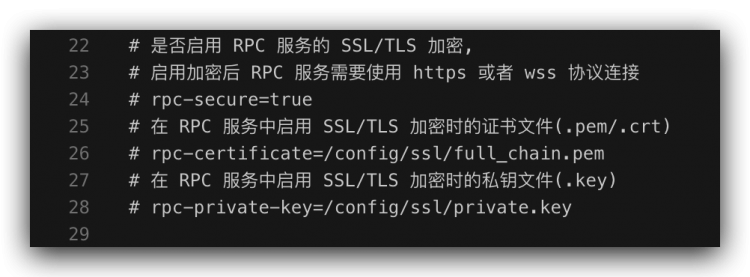 22 # 是否启用 RPC 服务的 SSL/TLS 加密,
23 # 启用加密后 RPC 服务需要使用 https 或者 wss 协议连接
24 # rpc-secure=true
25 # 在 RPC 服务中启用 SSL/TLS 加密时的证书文件(.pem/.crt)
26 # rpc-certificate=/config/ssl/full_chain.pem
27 # 在 RPC 服务中启用 SSL/TLS 加密时的私钥文件(.key)
28 # rpc-private-key=/config/ssl/private.key
29